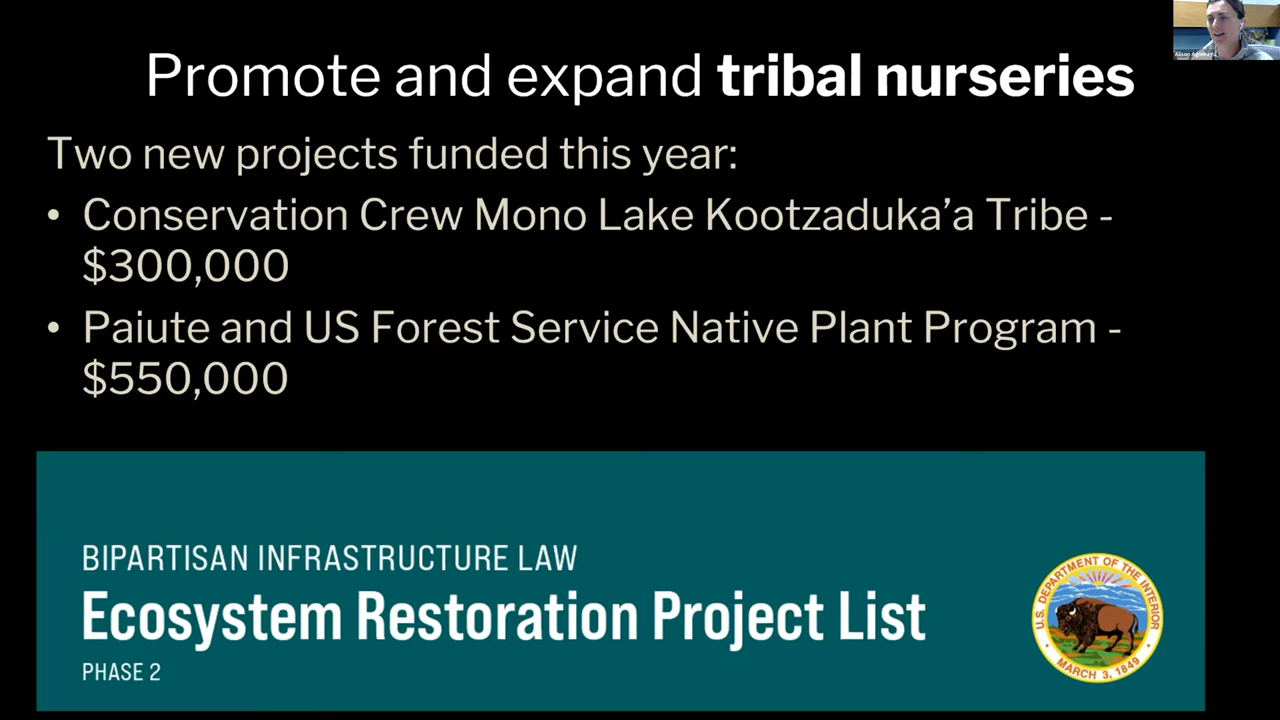 Promote and expand tribal nurseries
Two new projects funded this year:
• Conservation Crew Mono Lake Kootzaduka’a Tribe -
$300,000
• Paiute and US Forest Service Native Plant Program -
$550,000
BIPARTISAN INFRASTRUCTURE LAW
Ecosystem Restoration Project List
PHASE 2
U.S. DEPARTMENT OF THE INTERIOR
MARCH 3, 1849
Alison